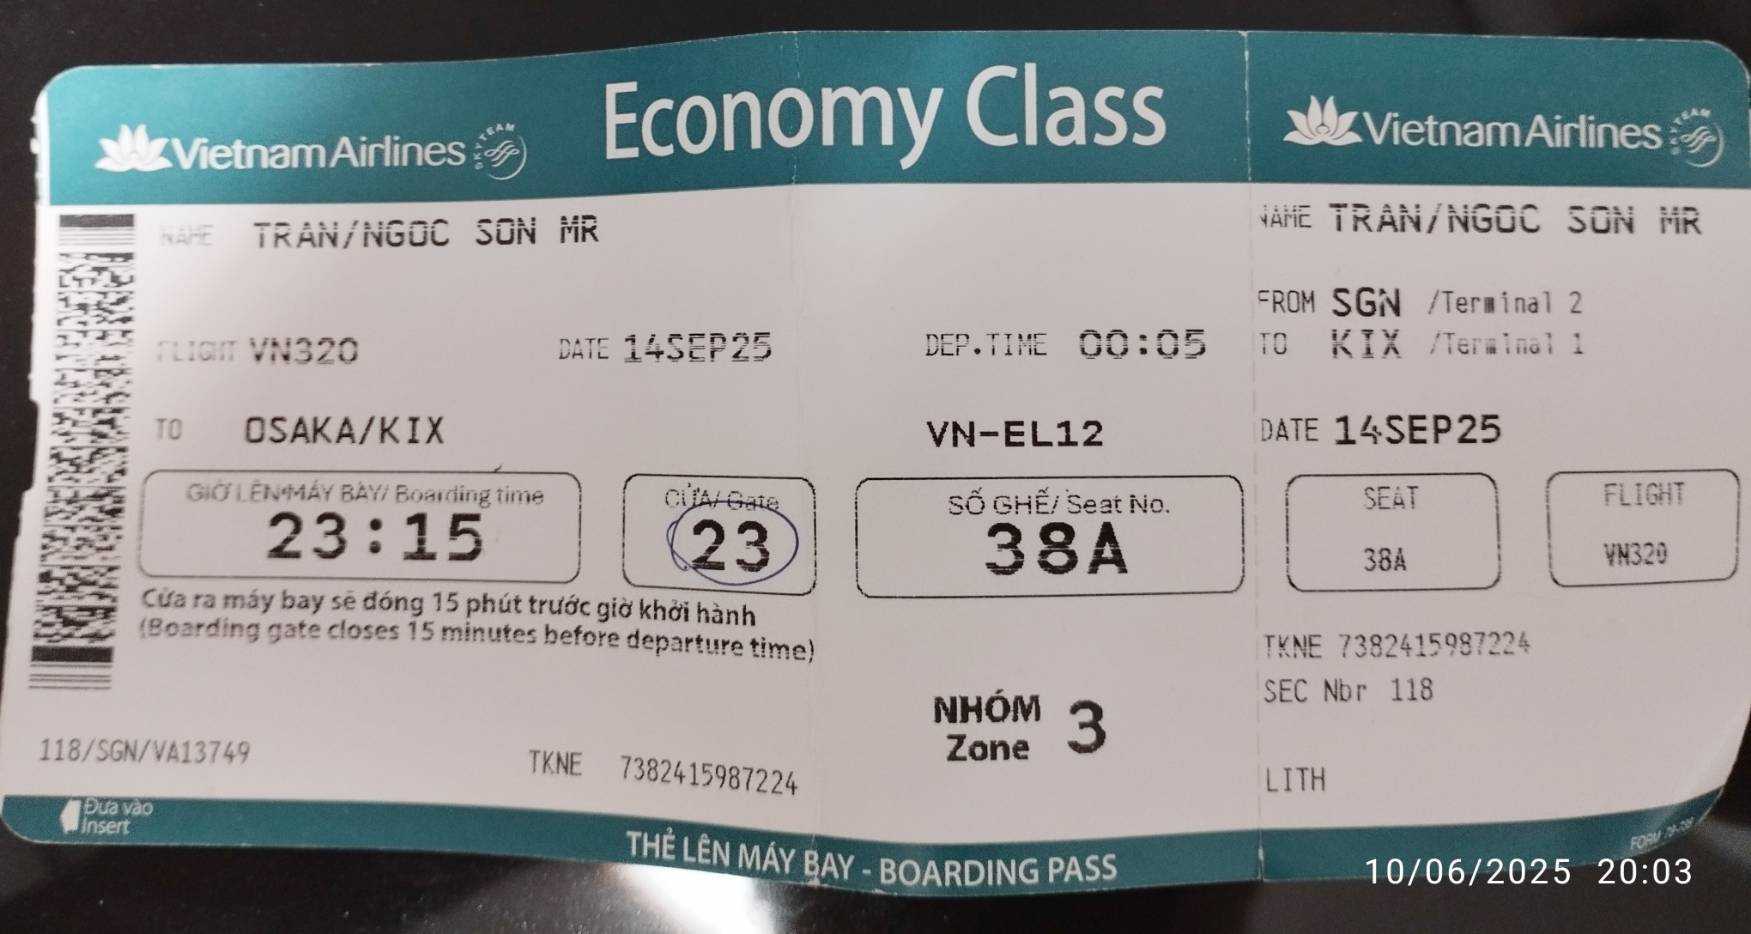 Economy Class
VietnamAirlines SKYTEAM
VietnamAirlines SKYTEAM
NAME TRAN/NGOC SON MR
NAME TRAN/NGOC SON MR
FROM SGN /Terminal 2
FLIGHT VN320 DATE 14SEP25 DEP.TIME 00:05
TO KIX /Terminal 1
TO OSAKA/KIX
VN-EL12
DATE 14SEP25
GIỜ LÊN MÁY BAY/ Boarding time
23:15
CỬA/ Gate
23
SỐ GHẾ/ Seat No.
38A
SEAT
38A
FLIGHT
VN320
Cửa ra máy bay sẽ đóng 15 phút trước giờ khởi hành
(Boarding gate closes 15 minutes before departure time)
TKNE 7382415987224
SEC Nbr 118
NHÓM
Zone 3
118/SGN/VA13749
TKNE 7382415987224
LITH
Đưa vào
Insert
THẺ LÊN MÁY BAY - BOARDING PASS
10/06/2025 20:03